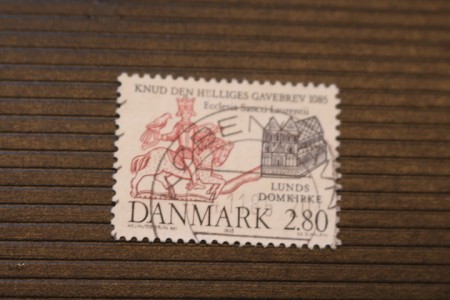 KNUD DEN HELLIGES GAVEBREV 1085
Ecclesia Sancti Laurentii
LUNDS
DOMKIRKE
DANMARK 2.80